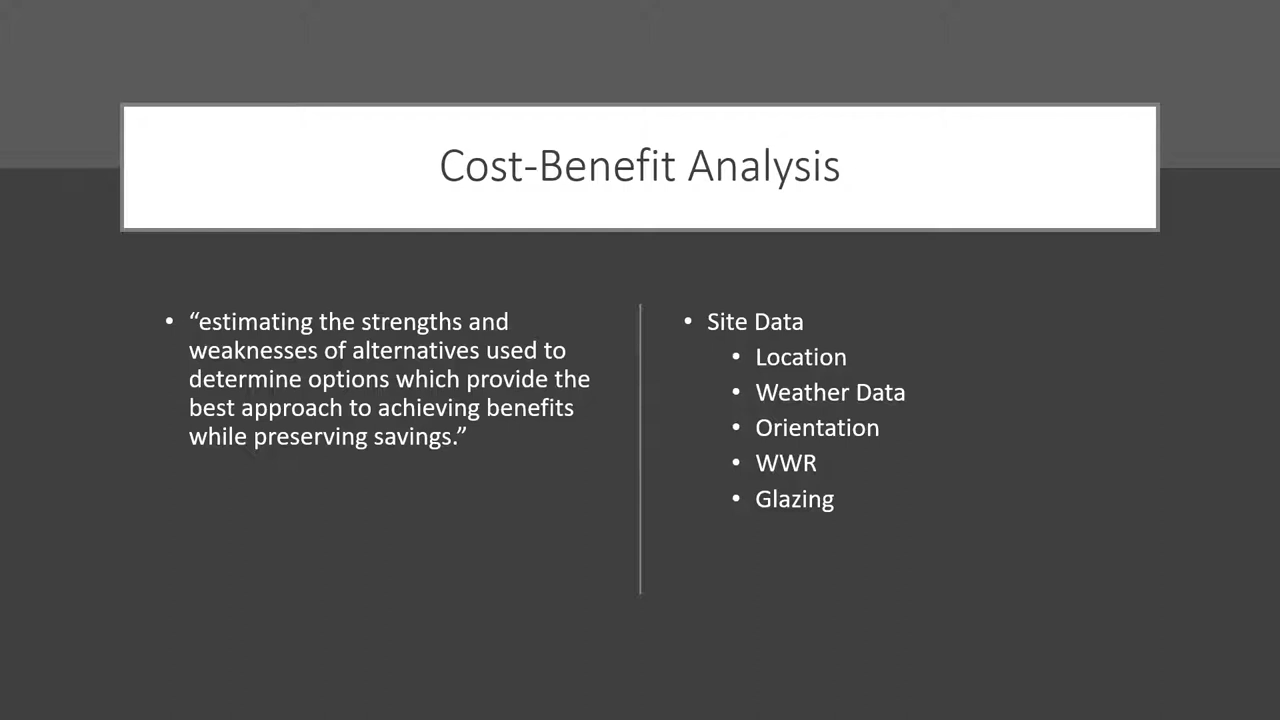 Cost-Benefit Analysis
• “estimating the strengths and
weaknesses of alternatives used to
determine options which provide the
best approach to achieving benefits
while preserving savings.”
• Site Data
• Location
• Weather Data
• Orientation
• WWR
• Glazing